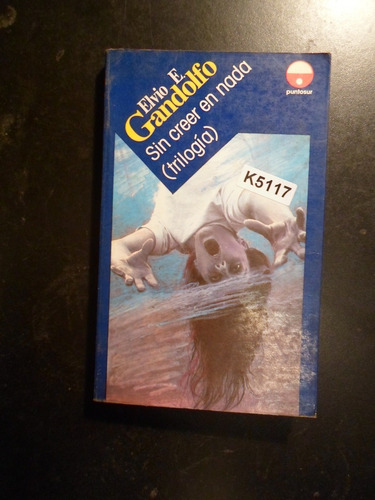 Elvio E
Gandolfo
Sin creer en nada
(trilogía)
puntosur
K5117